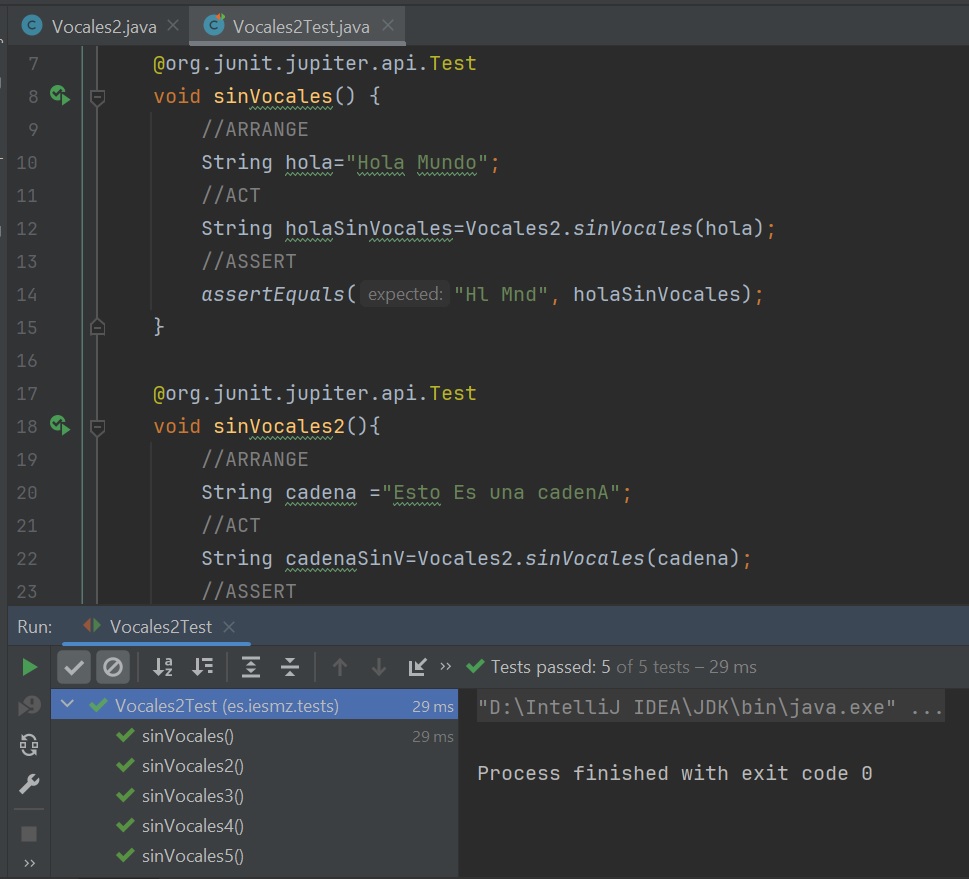 Vocales2.java Vocales2Test.java
7 @org.junit.jupiter.api.Test
8 void sinVocales() {
9 //ARRANGE
10 String hola="Hola Mundo";
11 //ACT
12 String holaSinVocales=Vocales2.sinVocales(hola);
13 //ASSERT
14 assertEquals( expected: "Hl Mnd", holaSinVocales);
15 }
16
17 @org.junit.jupiter.api.Test
18 void sinVocales2(){
19 //ARRANGE
20 String cadena ="Esto Es una cadenA";
21 //ACT
22 String cadenaSinV=Vocales2.sinVocales(cadena);
23 //ASSERT
Run: Vocales2Test
Tests passed: 5 of 5 tests – 29 ms
Vocales2Test (es.iesmz.tests) 29 ms
sinVocales() 29 ms
sinVocales2()
sinVocales3()
sinVocales4()
sinVocales5()
"D:\IntelliJ IDEA\JDK\bin\java.exe" ...
Process finished with exit code 0